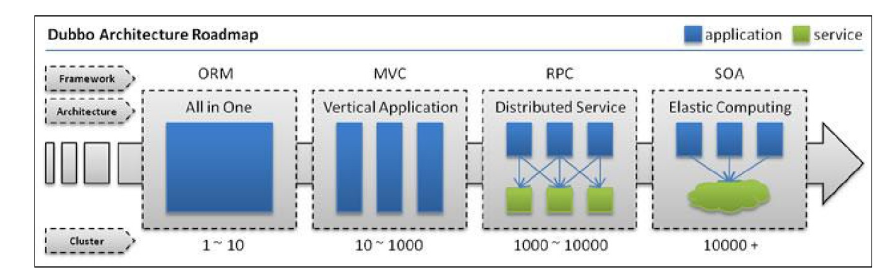 Dubbo Architecture Roadmap
application service
Framework ORM MVC RPC SOA
Architecture All in One Vertical Application Distributed Service Elastic Computing
Cluster 1 ~ 10 10 ~ 1000 1000 ~ 10000 10000 +